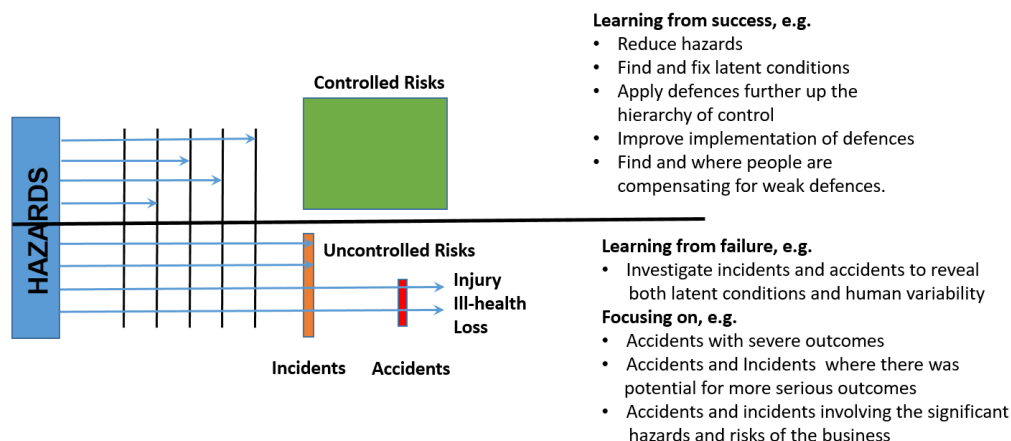 Learning from success, e.g.
• Reduce hazards
• Find and fix latent conditions
• Apply defences further up the
hierarchy of control
• Improve implementation of defences
• Find and where people are
compensating for weak defences.
Controlled Risks
HAZARDS
Uncontrolled Risks
Injury
Ill-health
Loss
Incidents
Accidents
Learning from failure, e.g.
• Investigate incidents and accidents to reveal
both latent conditions and human variability
Focusing on, e.g.
• Accidents with severe outcomes
• Accidents and Incidents where there was
potential for more serious outcomes
• Accidents and incidents involving the significant
hazards and risks of the business